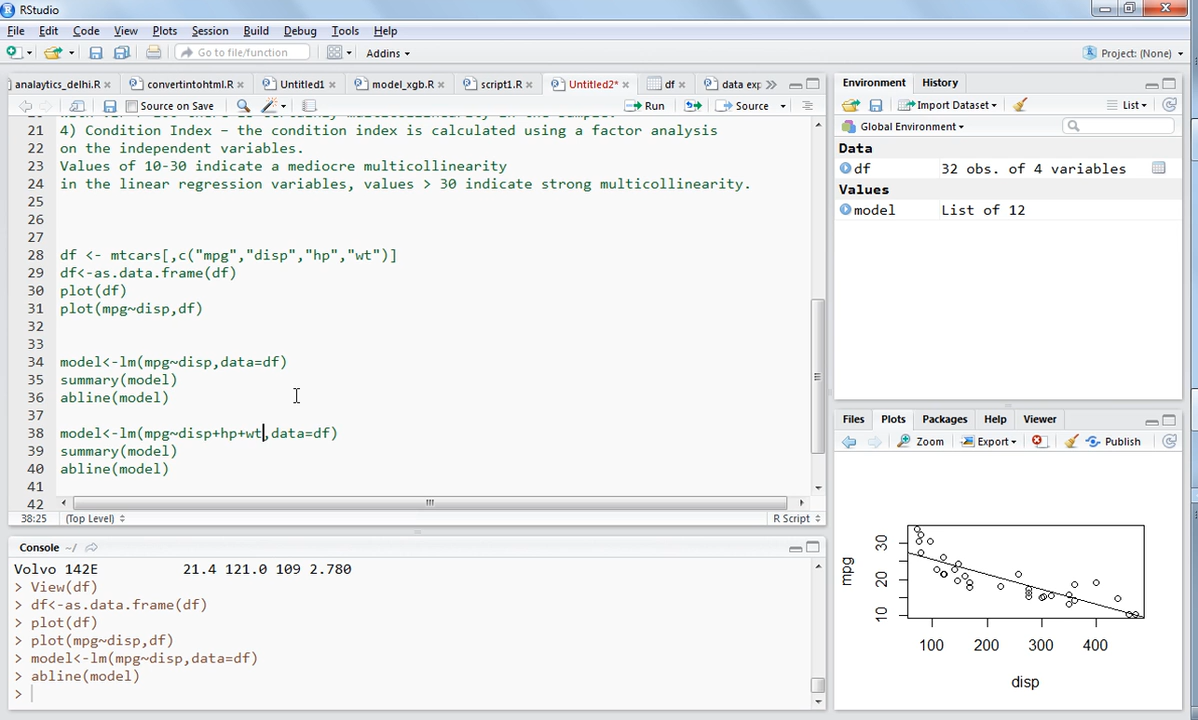 RStudio
File Edit Code View Plots Session Build Debug Tools Help
Go to file/function Addins Project: (None)
analaytics_delhi.R convertintohtml.R Untitled1 model_xgb.R script1.R Untitled2* df data exp
Source on Save Run Source
21 4) Condition Index – the condition index is calculated using a factor analysis
22 on the independent variables.
23 Values of 10-30 indicate a mediocre multicollinearity
24 in the linear regression variables, values > 30 indicate strong multicollinearity.
25
26
27
28 df <- mtcars[,c("mpg","disp","hp","wt")]
29 df<-as.data.frame(df)
30 plot(df)
31 plot(mpg~disp,df)
32
33
34 model<-lm(mpg~disp,data=df)
35 summary(model)
36 abline(model)
37
38 model<-lm(mpg~disp+hp+wt,data=df)
39 summary(model)
40 abline(model)
41
42
38:25 (Top Level) R Script
Console ~/
Volvo 142E 21.4 121.0 109 2.780
> View(df)
> df<-as.data.frame(df)
> plot(df)
> plot(mpg~disp,df)
> model<-lm(mpg~disp,data=df)
> abline(model)
>
Environment History
Import Dataset List
Global Environment
Data
df 32 obs. of 4 variables
Values
model List of 12
Files Plots Packages Help Viewer
Zoom Export Publish
mpg
30
20
10
100 200 300 400
disp